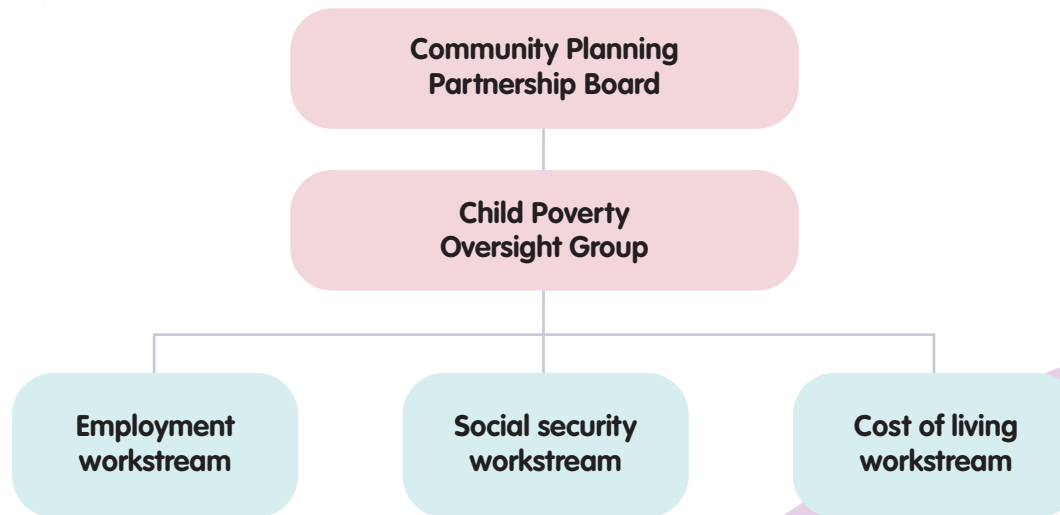 Community Planning
Partnership Board
Child Poverty
Oversight Group
Employment
workstream
Social security
workstream
Cost of living
workstream